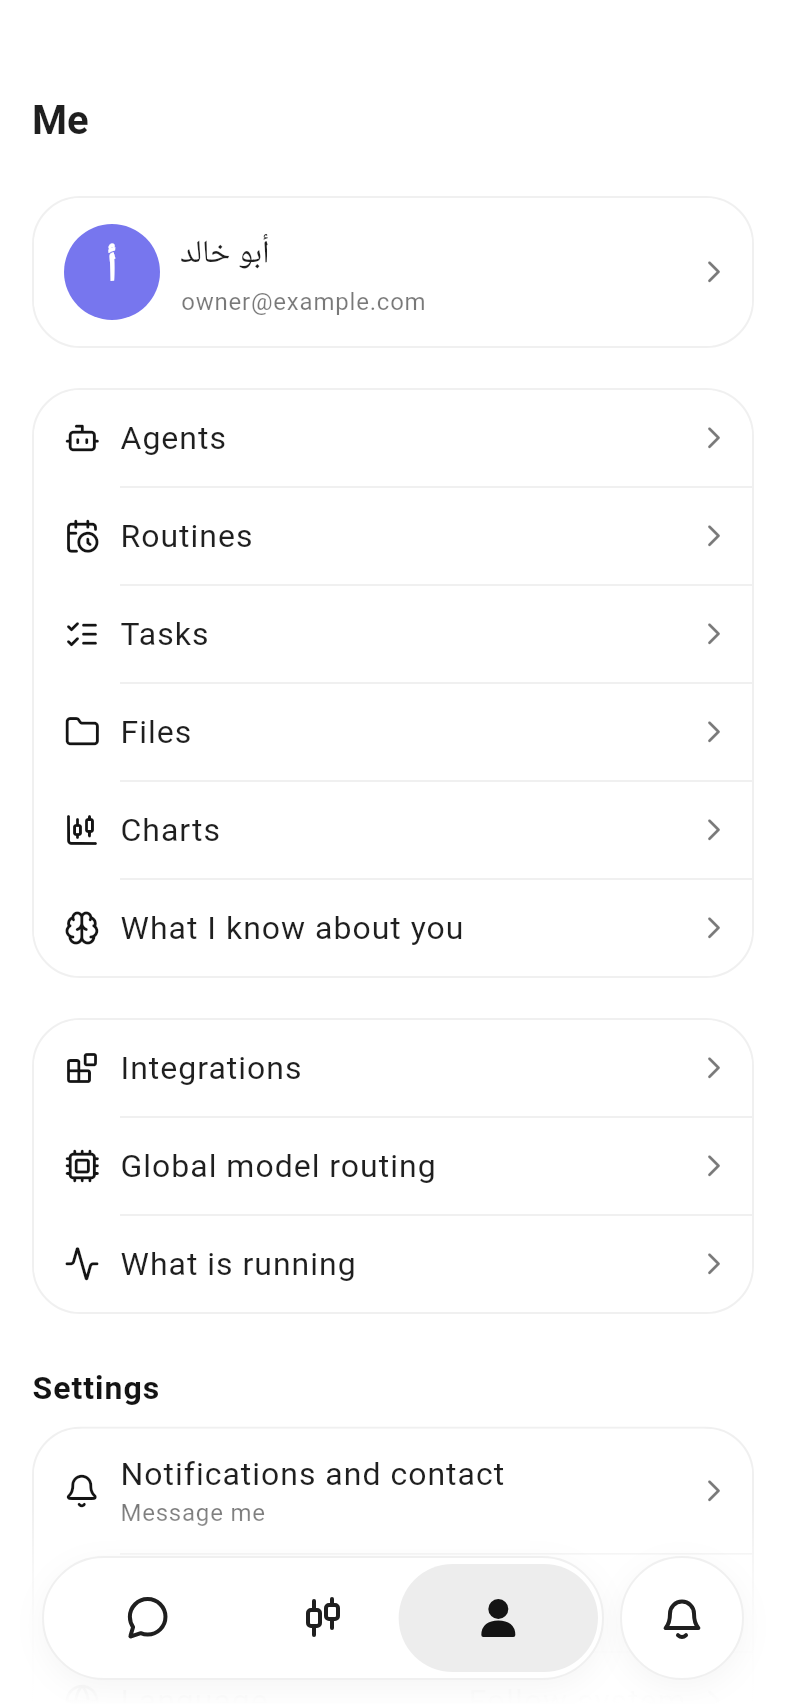 Me
أ
أبو خالد
owner@example.com
Agents
Routines
Tasks
Files
Charts
What I know about you
Integrations
Global model routing
What is running
Settings
Notifications and contact
Message me